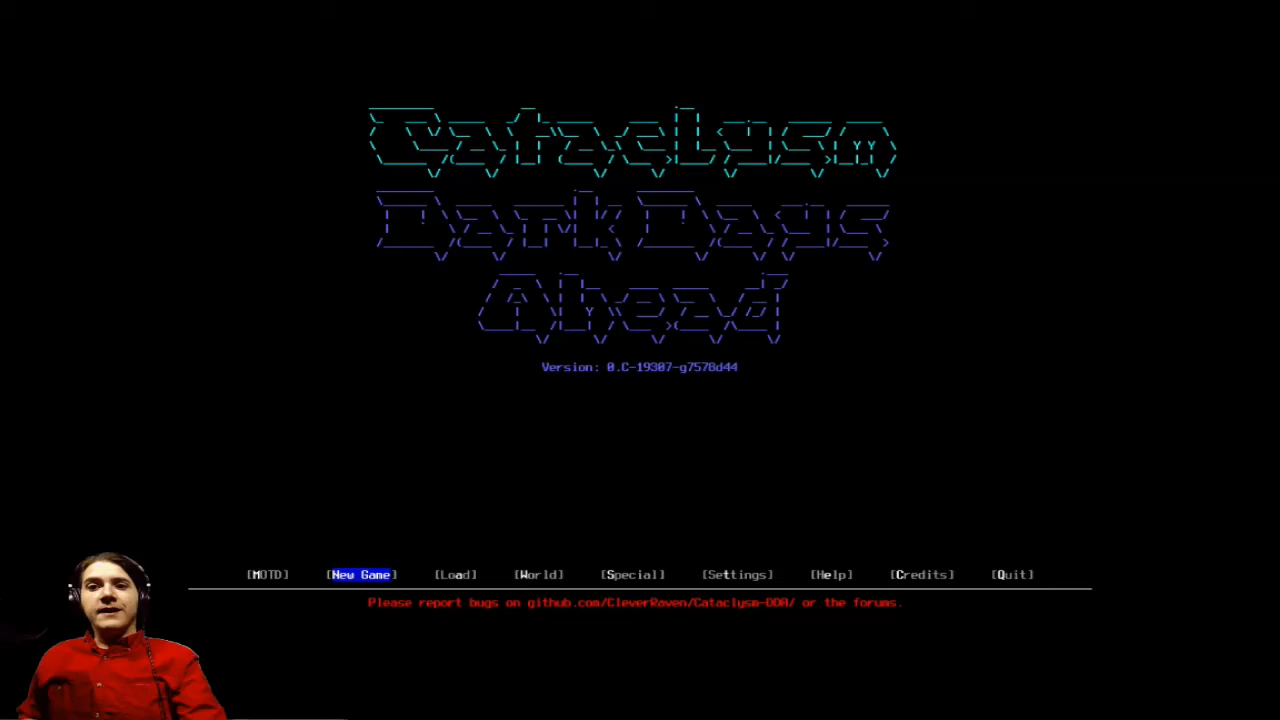 Cataclysm
Dark Days
Ahead
Version: 0.C-19307-g7578d44
[MOTD] [New Game] [Load] [World] [Special] [Settings] [Help] [Credits] [Quit]
Please report bugs on github.com/CleverRaven/Cataclysm-DDA/ or the forums.